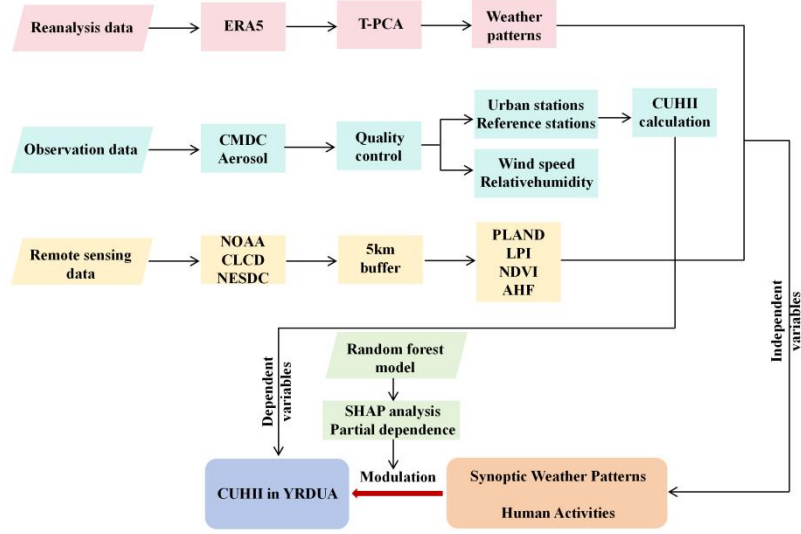 Reanalysis data
ERA5
T-PCA
Weather
patterns
Observation data
CMDC
Aerosol
Quality
control
Urban stations
Reference stations
CUHII
calculation
Wind speed
Relativehumidity
Remote sensing
data
NOAA
CLCD
NESDC
5km
buffer
PLAND
LPI
NDVI
AHF
Independent
variables
Dependent
variables
Random forest
model
SHAP analysis
Partial dependence
Modulation
CUHII in YRDUA
Synoptic Weather Patterns
Human Activities